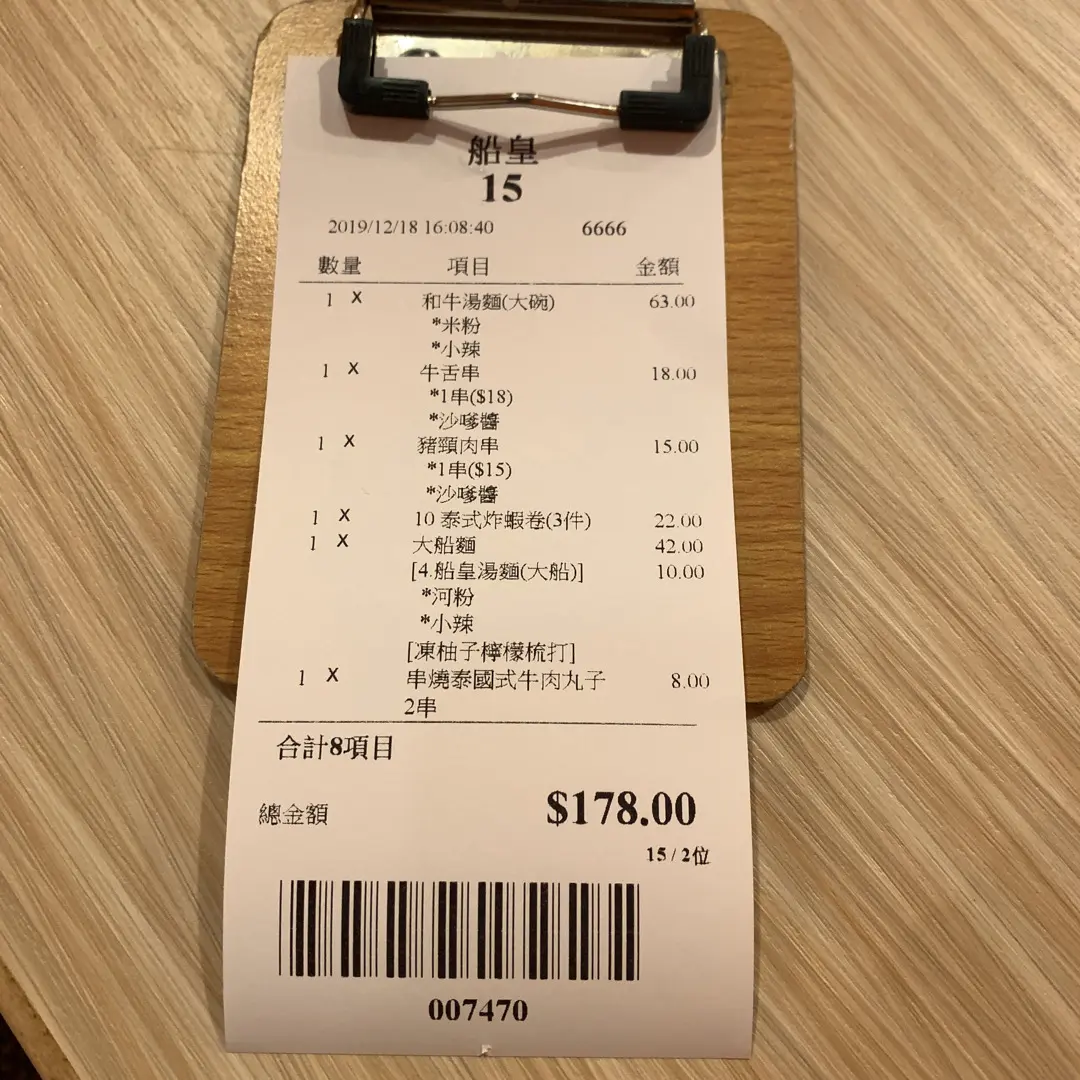 船皇
15
2019/12/18 16:08:40 6666
數量 項目 金額
1 X 和牛湯麵(大碗) 63.00
*米粉
*小辣
1 X 牛舌串 18.00
*1串($18)
*沙嗲醬
1 X 豬頸肉串 15.00
*1串($15)
*沙嗲醬
1 X 10 泰式炸蝦卷(3件) 22.00
1 X 大船麵 42.00
[4.船皇湯麵(大船)] 10.00
*河粉
*小辣
[凍柚子檸檬梳打]
1 X 串燒泰國式牛肉丸子 8.00
2串
合計8項目
總金額 $178.00
15 / 2位
007470